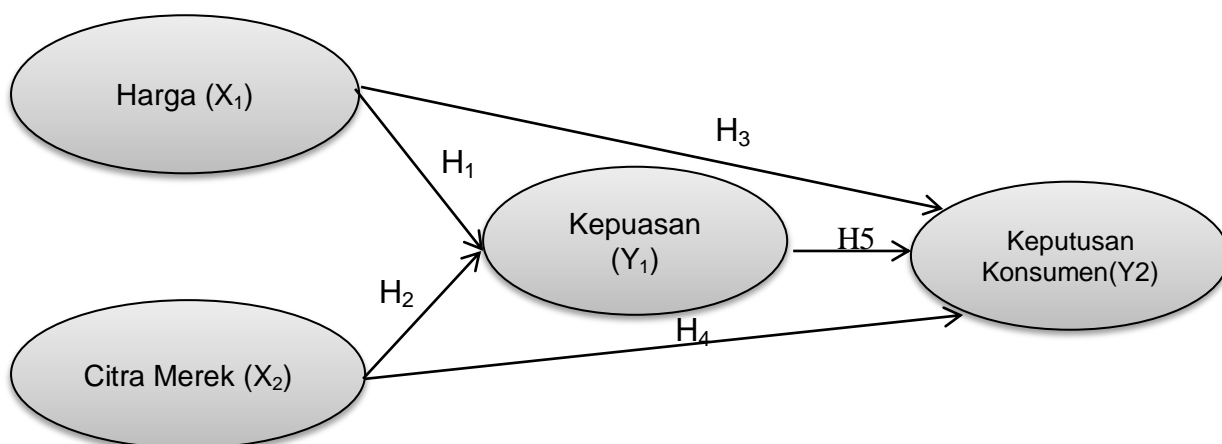 Harga (X₁)
H₃
H₁
Kepuasan
(Y₁)
H5
Keputusan
Konsumen(Y2)
H₂
H₄
Citra Merek (X₂)